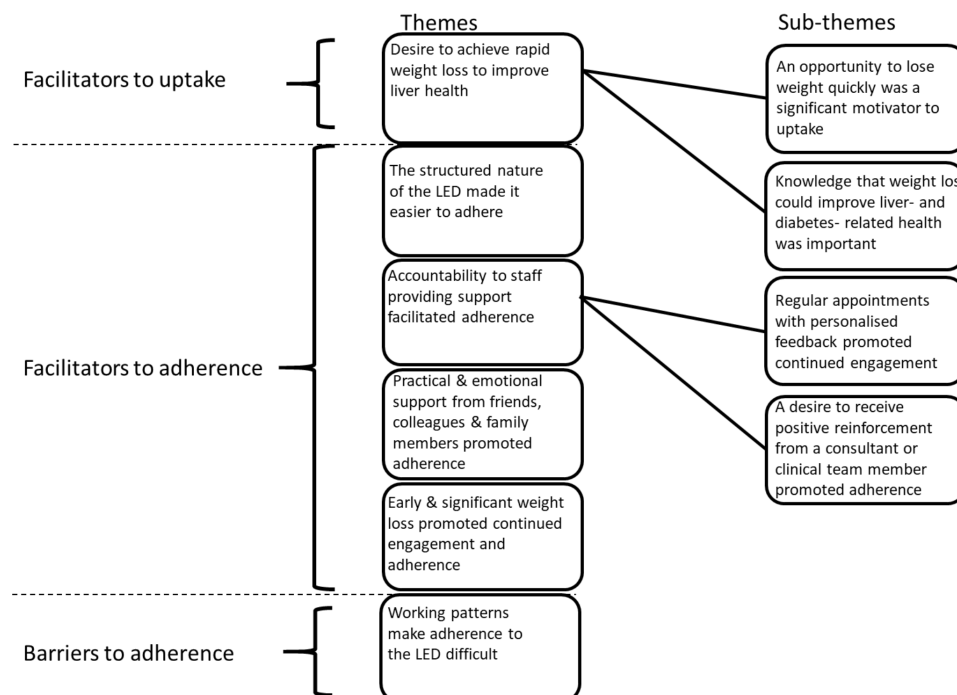 Themes
Sub-themes
Facilitators to uptake
Desire to achieve rapid
weight loss to improve
liver health
An opportunity to lose
weight quickly was a
significant motivator to
uptake
Knowledge that weight los
could improve liver- and
diabetes- related health
was important
Facilitators to adherence
The structured nature
of the LED made it
easier to adhere
Accountability to staff
providing support
facilitated adherence
Regular appointments
with personalised
feedback promoted
continued engagement
A desire to receive
positive reinforcement
from a consultant or
clinical team member
promoted adherence
Practical & emotional
support from friends,
colleagues & family
members promoted
adherence
Early & significant weight
loss promoted continued
engagement and
adherence
Barriers to adherence
Working patterns
make adherence to
the LED difficult